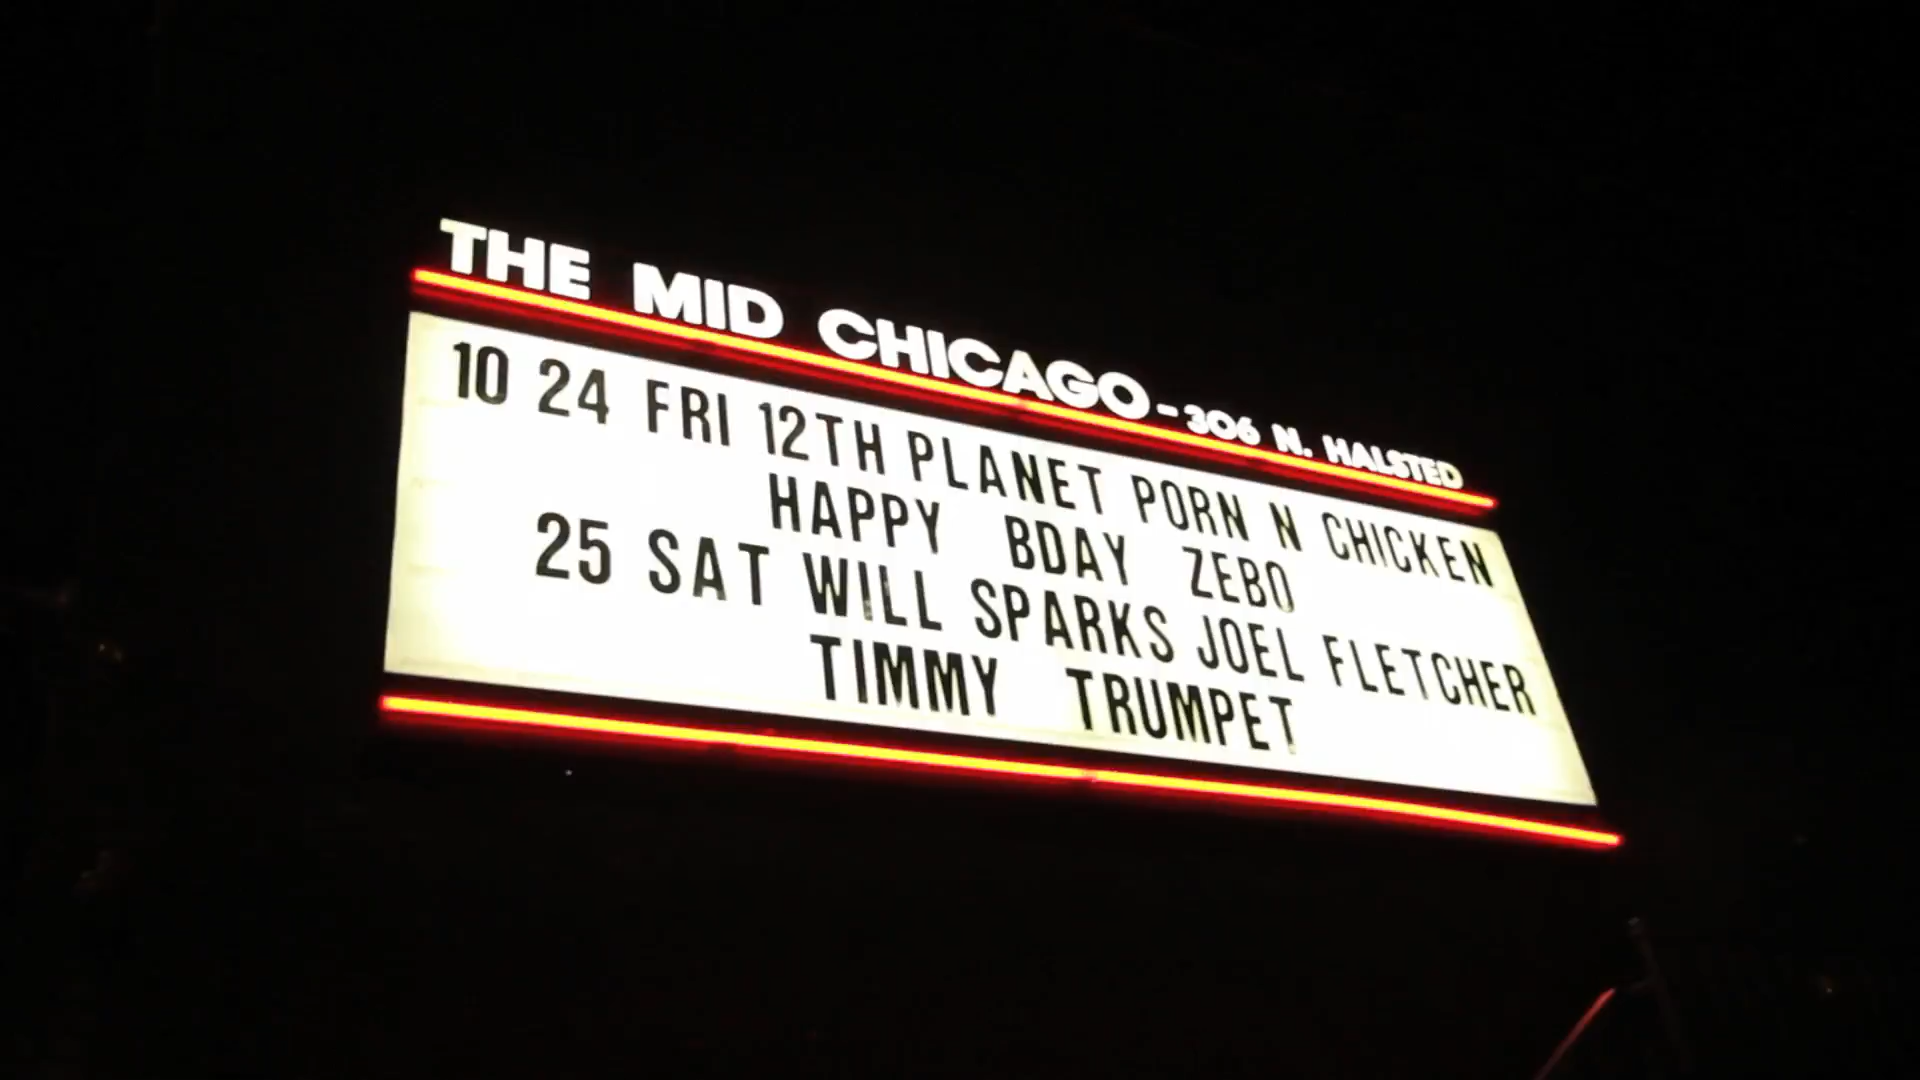 THE MID CHICAGO - 306 N. HALSTED
10 24 FRI 12TH PLANET PORN N CHICKEN
HAPPY BDAY ZEBO
25 SAT WILL SPARKS JOEL FLETCHER
TIMMY TRUMPET